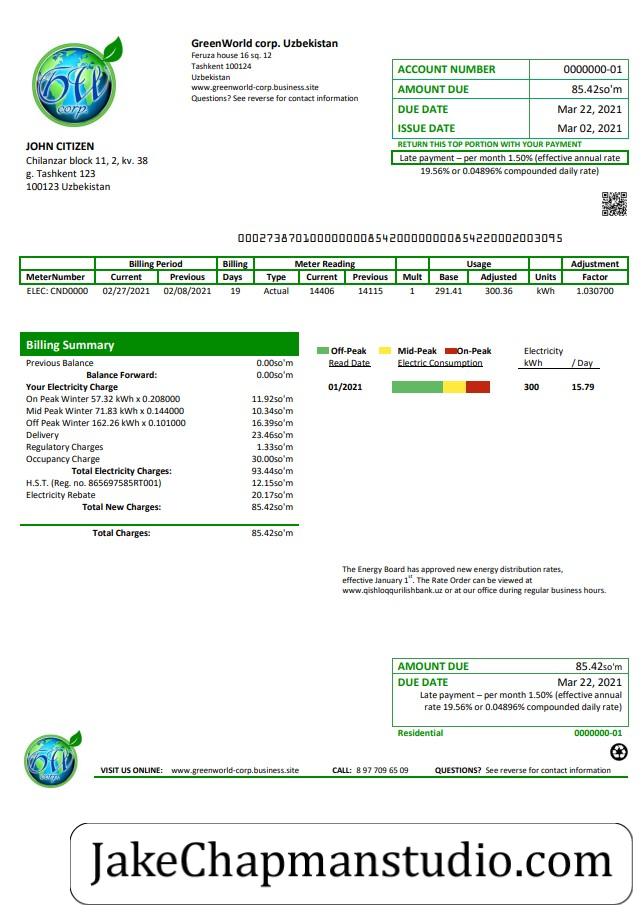 GreenWorld corp. Uzbekistan
Feruza house 16 sq. 12
Tashkent 100124
Uzbekistan
www.greenworld-corp.business.site
Questions? See reverse for contact information
GW
corp.
ACCOUNT NUMBER 0000000-01
AMOUNT DUE 85.42so'm
DUE DATE Mar 22, 2021
ISSUE DATE Mar 02, 2021
RETURN THIS TOP PORTION WITH YOUR PAYMENT
Late payment – per month 1.50% (effective annual rate
19.56% or 0.04896% compounded daily rate)
JOHN CITIZEN
Chilanzar block 11, 2, kv. 38
g. Tashkent 123
100123 Uzbekistan
000273870100000000085420000000085422000200309​5
Billing Period Billing Meter Reading Usage Adjustment
MeterNumber Current Previous Days Type Current Previous Mult Base Adjusted Units Factor
ELEC: CND0000 02/27/2021 02/08/2021 19 Actual 14406 14115 1 291.41 300.36 kWh 1.030700
Billing Summary
Previous Balance 0.00so'm
Balance Forward: 0.00so'm
Your Electricity Charge
On Peak Winter 57.32 kWh x 0.208000 11.92so'm
Mid Peak Winter 71.83 kWh x 0.144000 10.34so'm
Off Peak Winter 162.26 kWh x 0.101000 16.39so'm
Delivery 23.46so'm
Regulatory Charges 1.33so'm
Occupancy Charge 30.00so'm
Total Electricity Charges: 93.44so'm
H.S.T. (Reg. no. 865697585RT001) 12.15so'm
Electricity Rebate 20.17so'm
Total New Charges: 85.42so'm
Total Charges: 85.42so'm
Off-Peak Mid-Peak On-Peak Electricity
Read Date Electric Consumption kWh / Day
01/2021 300 15.79
The Energy Board has approved new energy distribution rates,
effective January 1st. The Rate Order can be viewed at
www.qishloqqurilishbank.uz or at our office during regular business hours.
AMOUNT DUE 85.42so'm
DUE DATE Mar 22, 2021
Late payment – per month 1.50% (effective annual
rate 19.56% or 0.04896% compounded daily rate)
Residential 0000000-01
GW
corp.
VISIT US ONLINE: www.greenworld-corp.business.site CALL: 8 97 709 65 09 QUESTIONS? See reverse for contact information
JakeChapmanstudio.com